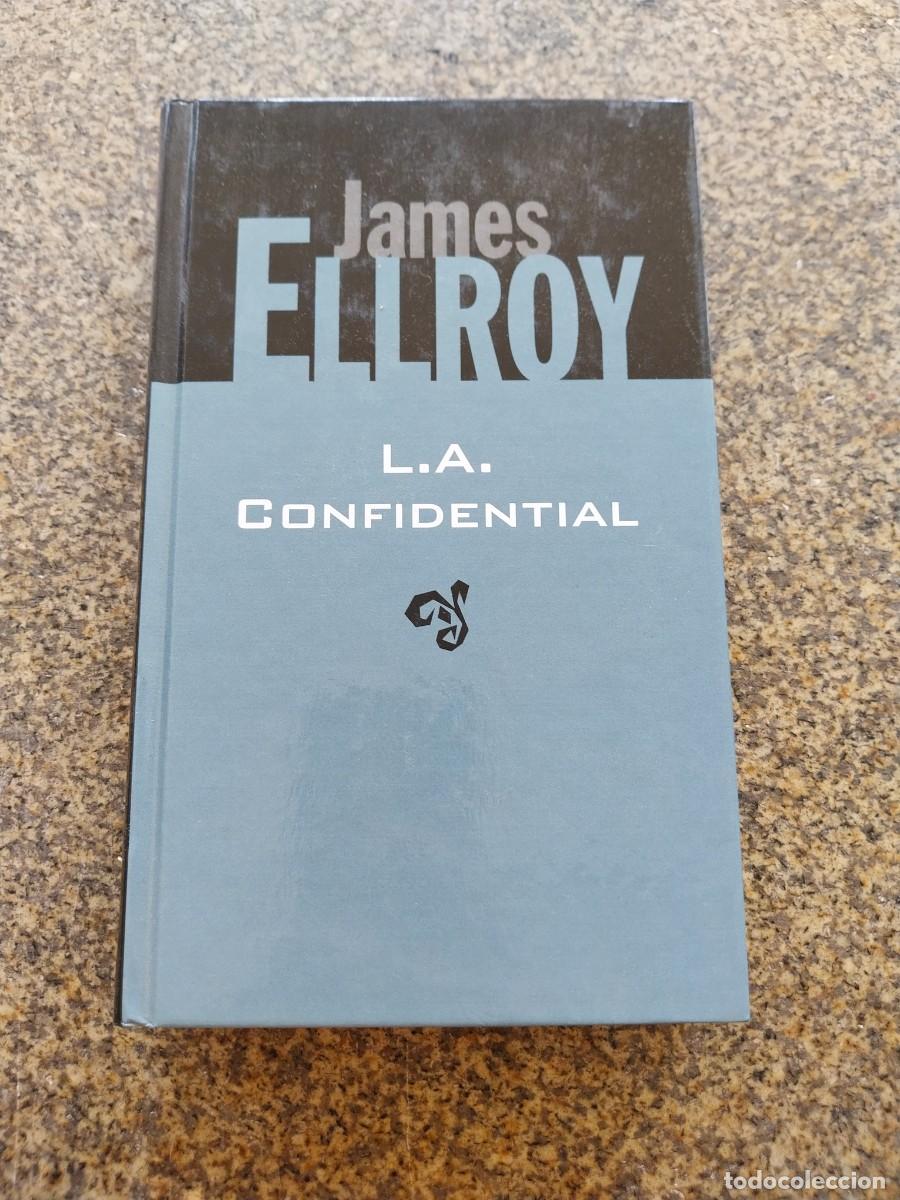 James
ELLROY
L.A.
CONFIDENTIAL
todocoleccion